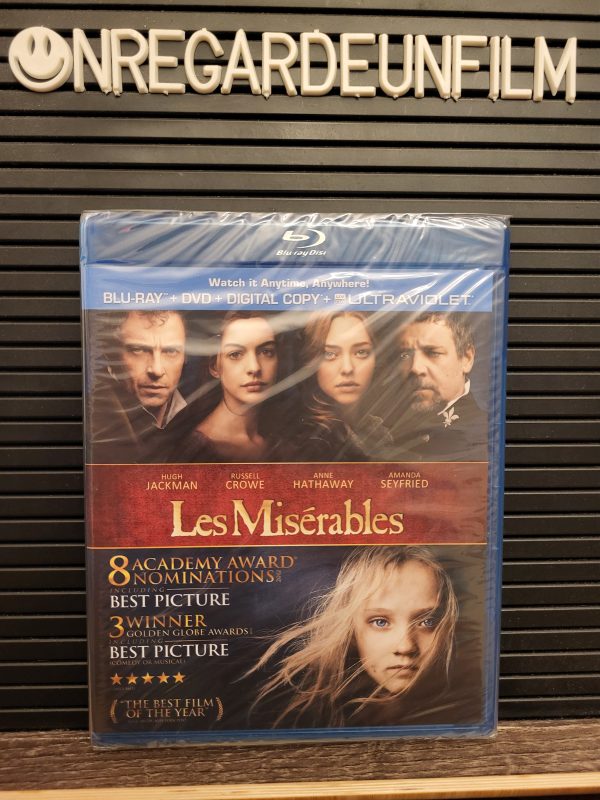 ONREGARDEUNFILM
Blu-ray Disc
Watch it Anytime, Anywhere!
BLU-RAY™ + DVD + DIGITAL COPY + ULTRAVIOLET™
HUGH RUSSELL ANNE AMANDA
JACKMAN CROWE HATHAWAY SEYFRIED
Les Misérables
8 ACADEMY AWARD®
NOMINATIONS
INCLUDING
BEST PICTURE
3 WINNER
GOLDEN GLOBE AWARDS
INCLUDING
BEST PICTURE
(COMEDY OR MUSICAL)
★★★★★
"THE BEST FILM
OF THE YEAR"